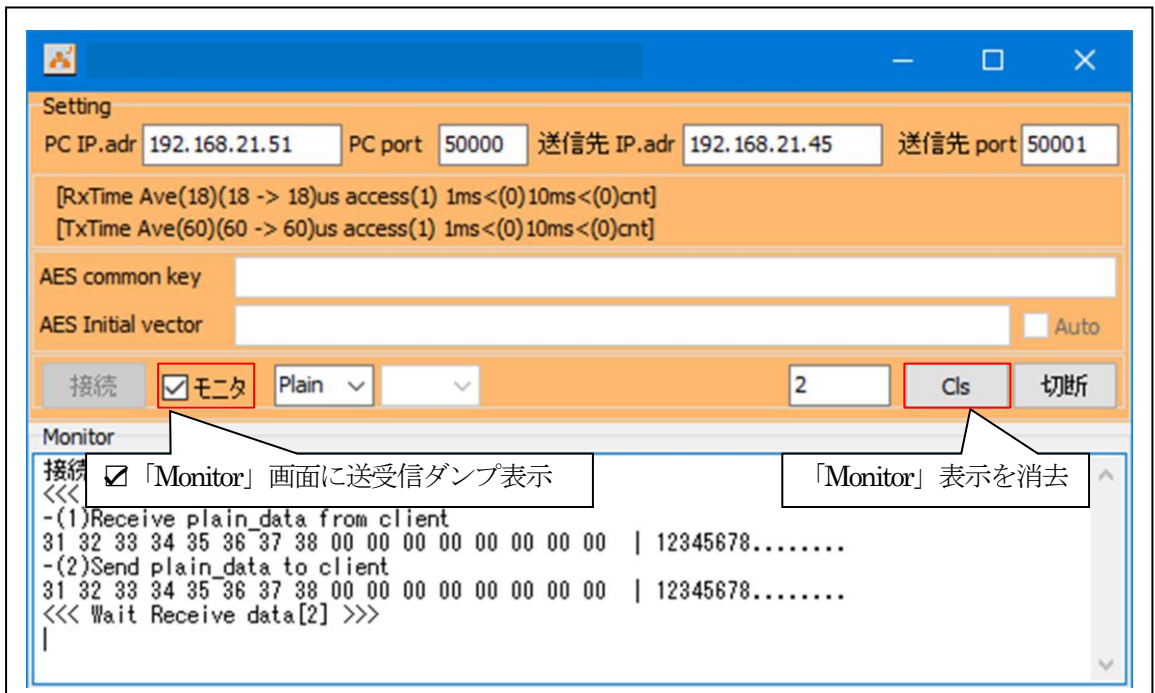 Setting
PC IP.adr 192.168.21.51 PC port 50000 送信先 IP.adr 192.168.21.45 送信先 port 50001
[RxTime Ave(18)(18 -> 18)us access(1) 1ms<(0)10ms<(0)cnt]
[TxTime Ave(60)(60 -> 60)us access(1) 1ms<(0)10ms<(0)cnt]
AES common key
AES Initial vector Auto
接続 モニタ Plain 2 Cls 切断
Monitor
☑「Monitor」画面に送受信ダンプ表示
「Monitor」表示を消去
接続
<<<
-(1)Receive plain_data from client
31 32 33 34 35 36 37 38 00 00 00 00 00 00 00 00 | 12345678........
-(2)Send plain_data to client
31 32 33 34 35 36 37 38 00 00 00 00 00 00 00 00 | 12345678........
<<< Wait Receive data[2] >>>